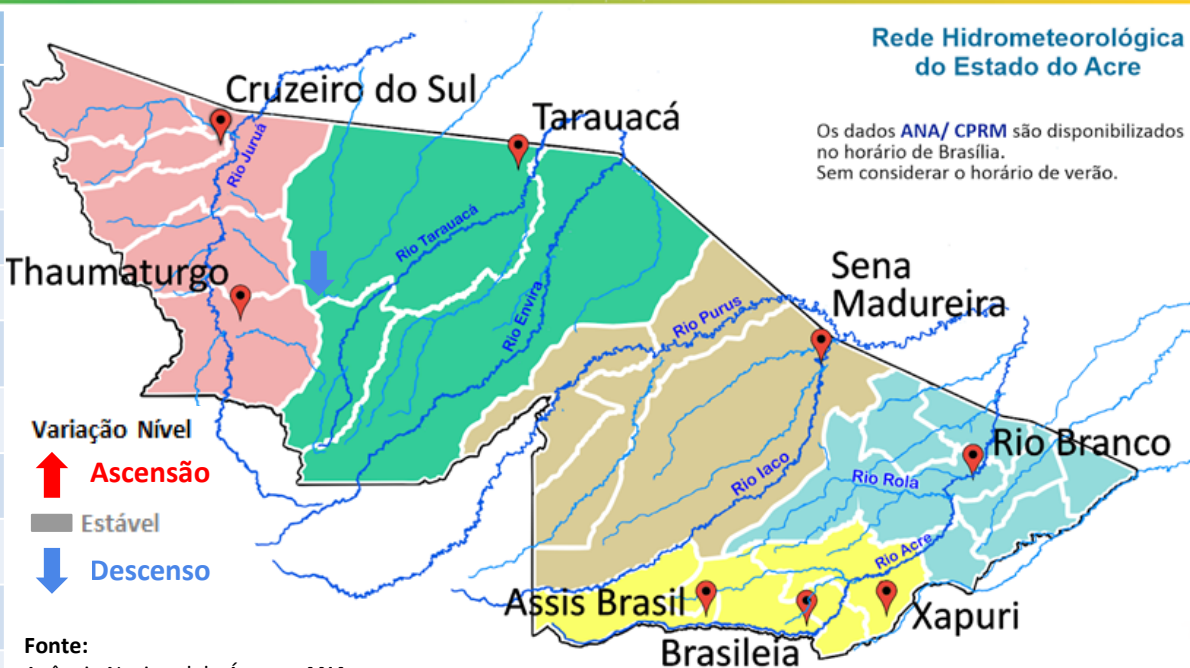 Rede Hidrometeorológica
do Estado do Acre
Os dados ANA/ CPRM são disponibilizados
no horário de Brasília.
Sem considerar o horário de verão.
Cruzeiro do Sul
Tarauacá
Rio Juruá
Rio Tarauacá
Thaumaturgo
Rio Envira
Sena
Madureira
Rio Purus
Variação Nível
Ascensão
Estável
Descenso
Rio Branco
Rio Iaco
Rio Rola
Rio Acre
Assis Brasil
Xapuri
Brasileia
Fonte: